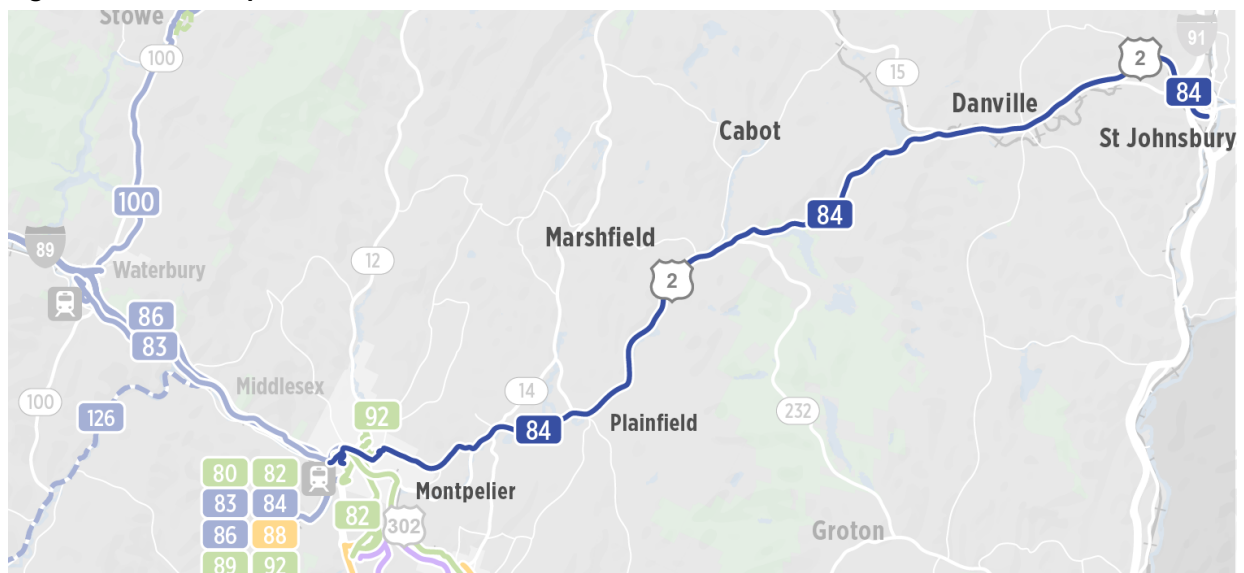 Stowe
91
2
100
15
84
Danville
Cabot
St Johnsbury
100
84
Marshfield
89
12
Waterbury
2
86
83
Middlesex
14
100
126
92
232
84
Plainfield
80 82
Montpelier
83 84
82
302
86 88
Groton
89 92